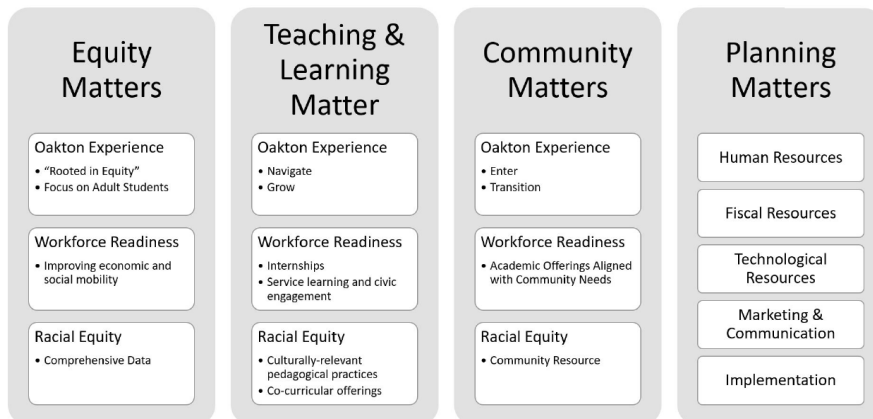 Equity
Matters
Oakton Experience
• "Rooted in Equity"
• Focus on Adult Students
Workforce Readiness
• Improving economic and
social mobility
Racial Equity
• Comprehensive Data
Teaching &
Learning
Matter
Oakton Experience
• Navigate
• Grow
Workforce Readiness
• Internships
• Service learning and civic
engagement
Racial Equity
• Culturally-relevant
pedagogical practices
• Co-curricular offerings
Community
Matters
Oakton Experience
• Enter
• Transition
Workforce Readiness
• Academic Offerings Aligned
with Community Needs
Racial Equity
• Community Resource
Planning
Matters
Human Resources
Fiscal Resources
Technological
Resources
Marketing &
Communication
Implementation